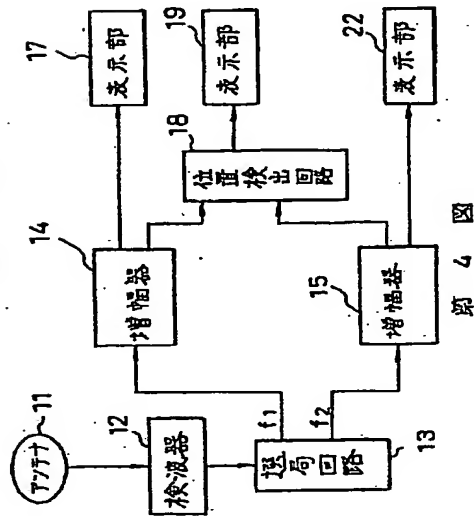 アンテナ
11
検波器
12
選局回路
13
f1
f2
増幅器
14
増幅器
15
位置検出回路
18
表示部
17
表示部
19
表示部
22
第 4 図